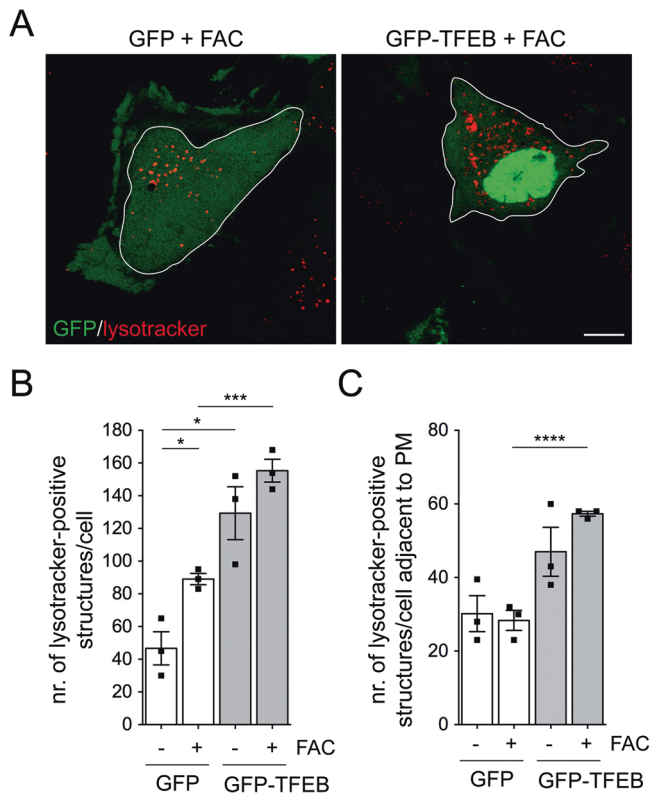 A
GFP + FAC
GFP-TFEB + FAC
GFP/lysotracker
B
nr. of lysotracker-positive
structures/cell
180
160
140
120
100
80
60
40
20
0
***
*
*
- + - + FAC
GFP GFP-TFEB
C
nr. of lysotracker-positive
structures/cell adjacent to PM
80
60
40
20
0
****
- + - + FAC
GFP GFP-TFEB